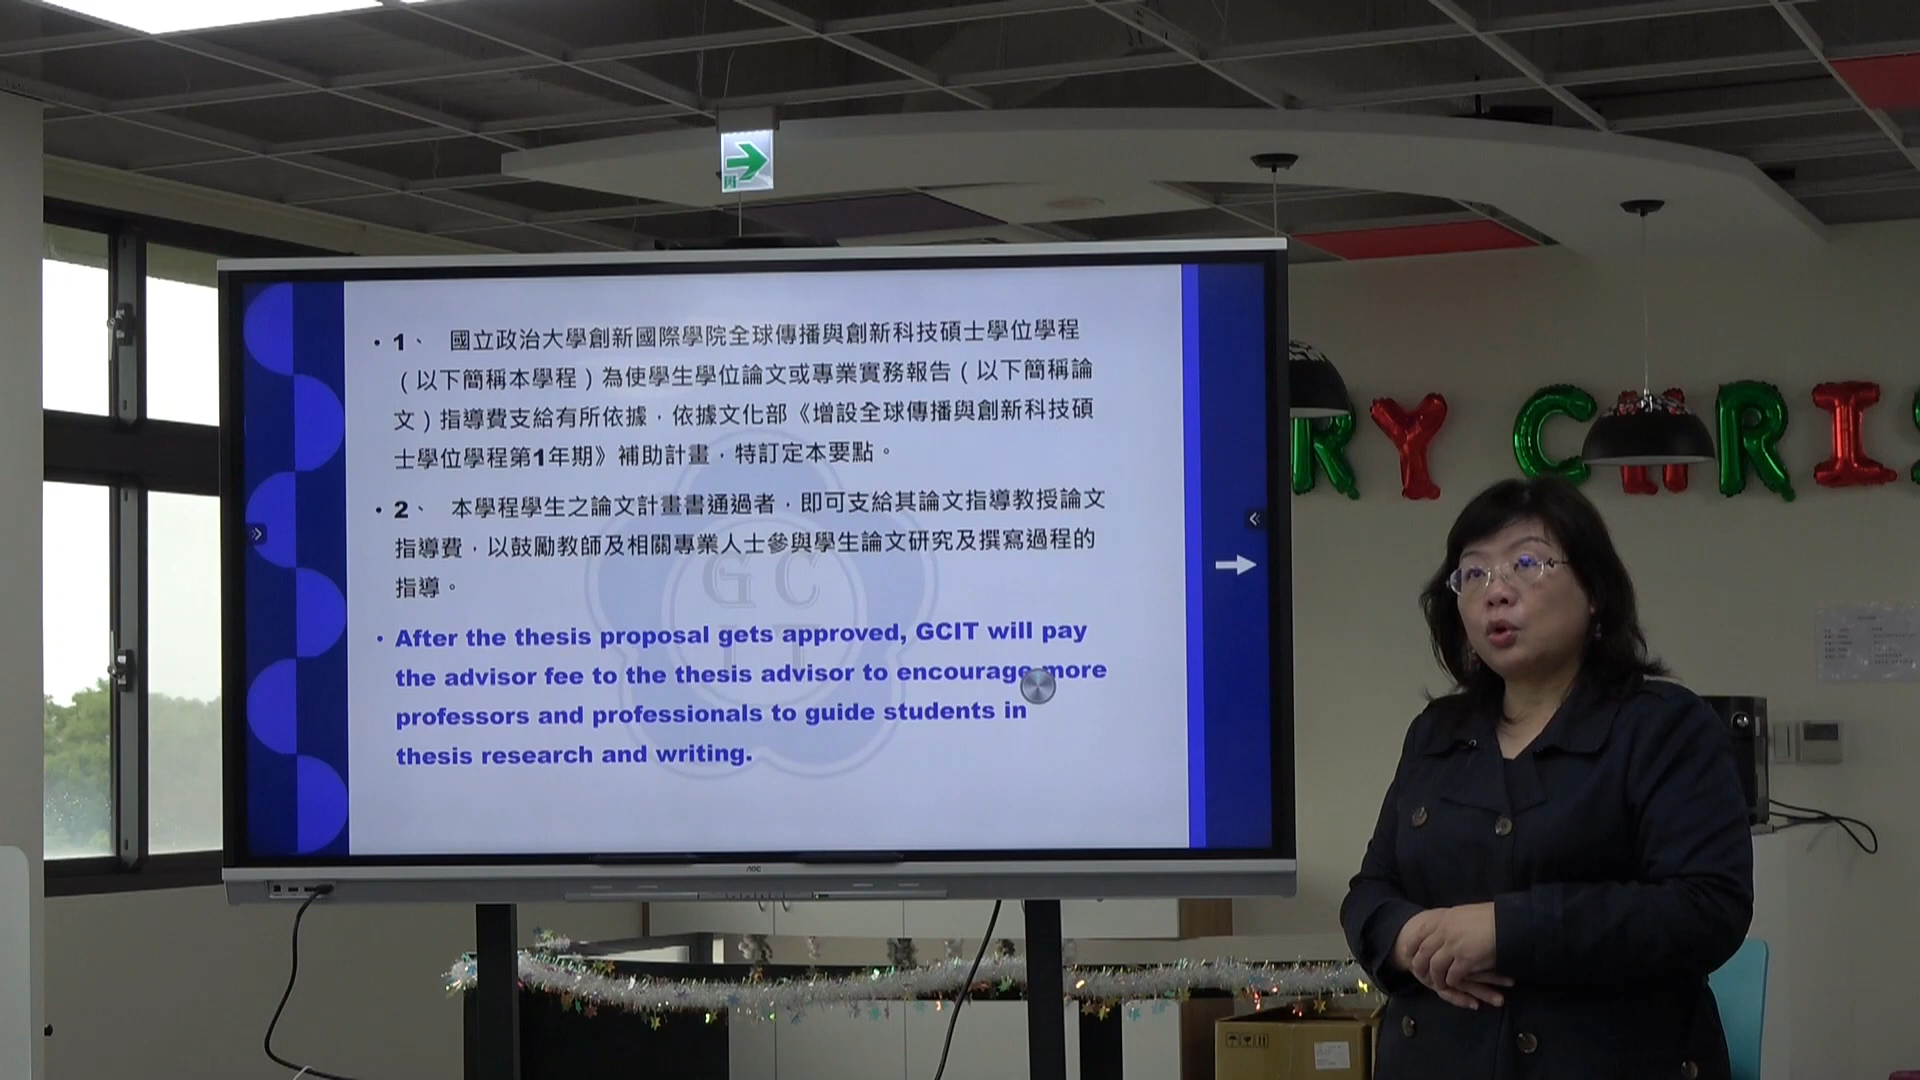 • 1、 國立政治大學創新國際學院全球傳播與創新科技碩士學位學程
（以下簡稱本學程）為使學生學位論文或專業實務報告（以下簡稱論
文）指導費支給有所依據，依據文化部《增設全球傳播與創新科技碩
士學位學程第1年期》補助計畫，特訂定本要點。
• 2、 本學程學生之論文計畫書通過者，即可支給其論文指導教授論文
指導費，以鼓勵教師及相關專業人士參與學生論文研究及撰寫過程的
指導。
• After the thesis proposal gets approved, GCIT will pay
the advisor fee to the thesis advisor to encourage more
professors and professionals to guide students in
thesis research and writing.
GC
IT
AOC
RY CHRIS